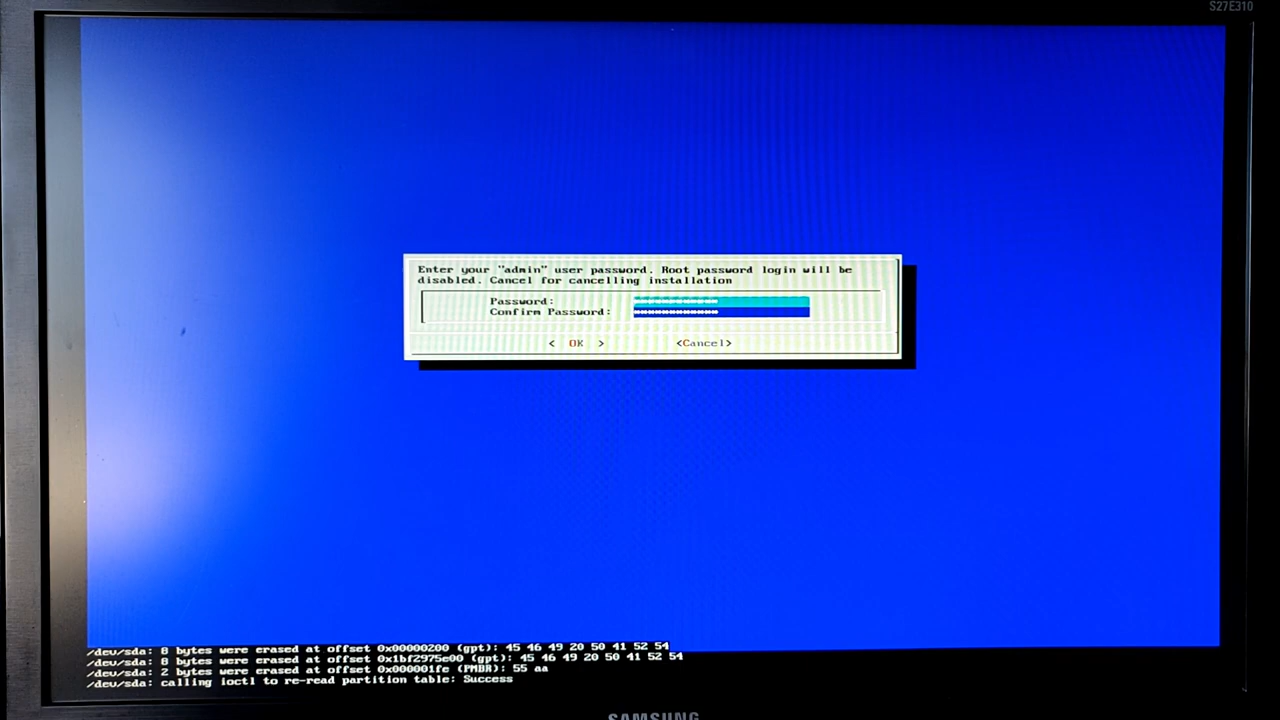 S27E310
Enter your "admin" user password. Root password login will be
disabled. Cancel for cancelling installation
Password: ******************
Confirm Password: ******************
< OK > <Cancel>
/dev/sda: 8 bytes were erased at offset 0x00000200 (gpt): 45 46 49 20 50 41 52 54
/dev/sda: 8 bytes were erased at offset 0x1bf2975e00 (gpt): 45 46 49 20 50 41 52 54
/dev/sda: 2 bytes were erased at offset 0x000001fe (PMBR): 55 aa
/dev/sda: calling ioctl to re-read partition table: Success
SAMSUNG